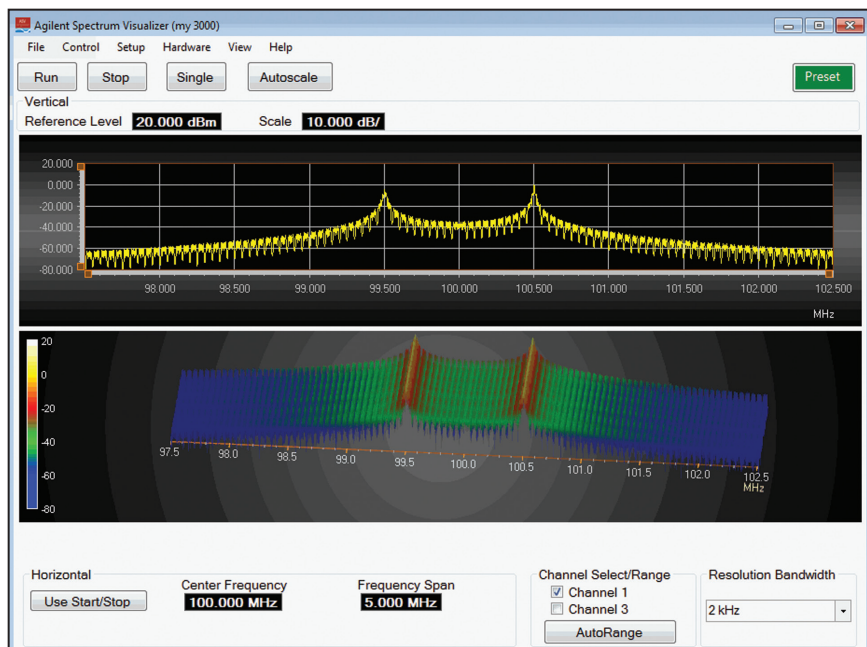 Agilent Spectrum Visualizer (my 3000)
File Control Setup Hardware View Help
Run Stop Single Autoscale Preset
Vertical
Reference Level 20.000 dBm Scale 10.000 dB/
20.000
0.000
-20.000
-40.000
-60.000
-80.000
98.000 98.500 99.000 99.500 100.000 100.500 101.000 101.500 102.000 102.500
MHz
20
0
-20
-40
-60
-80
97.5 98.0 98.5 99.0 99.5 100.0 100.5 101.0 101.5 102.0 102.5
MHz
Horizontal
Use Start/Stop
Center Frequency
100.000 MHz
Frequency Span
5.000 MHz
Channel Select/Range
Channel 1
Channel 3
AutoRange
Resolution Bandwidth
2 kHz